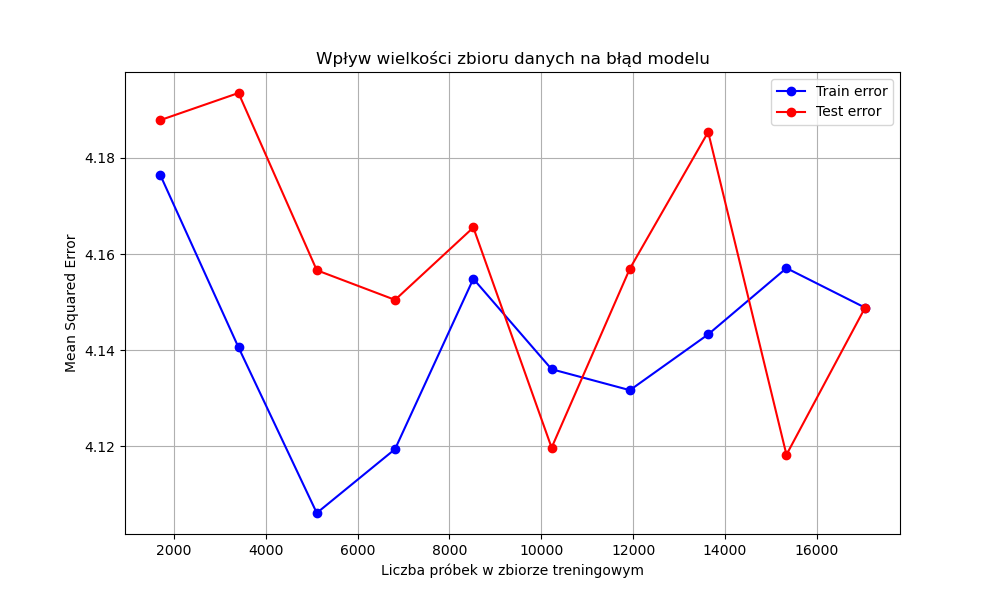 Wpływ wielkości zbioru danych na błąd modelu
Train error
Test error
Mean Squared Error
4.18
4.16
4.14
4.12
2000 4000 6000 8000 10000 12000 14000 16000
Liczba próbek w zbiorze treningowym